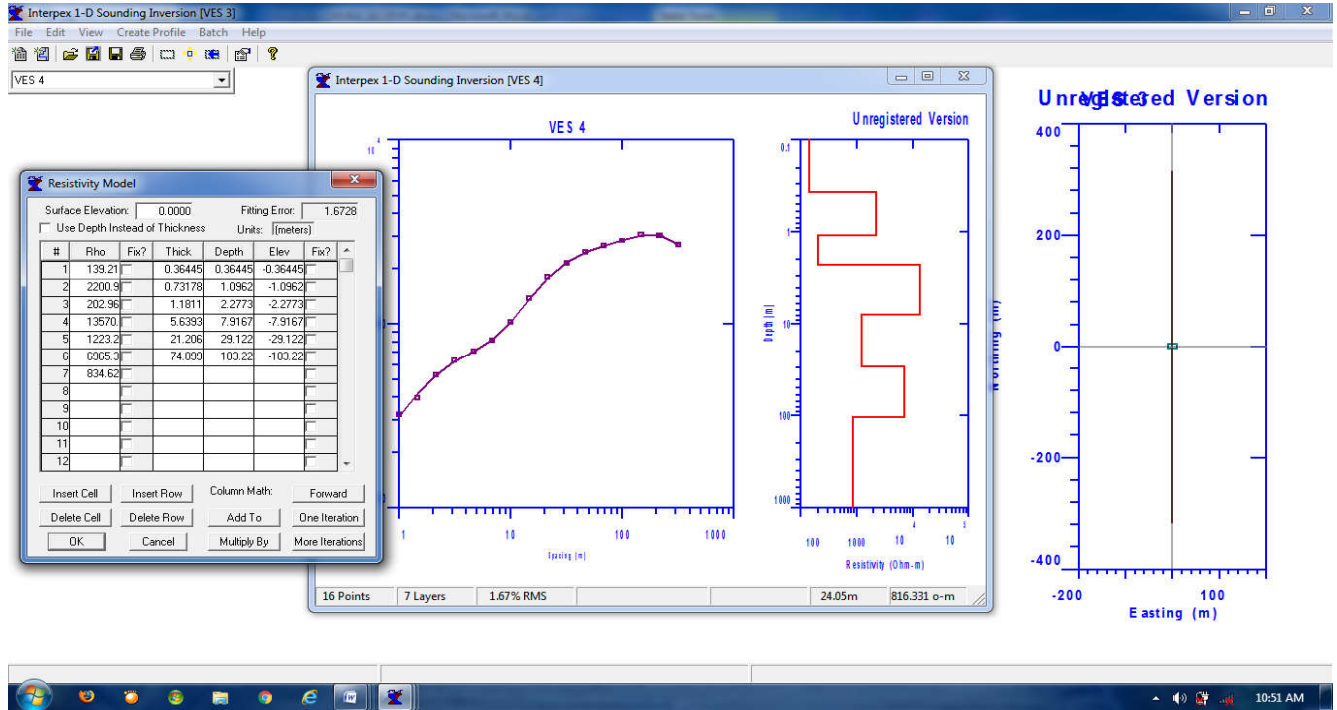 Interpex 1-D Sounding Inversion [VES 3]
File Edit View Create Profile Batch Help
VES 4
Interpex 1-D Sounding Inversion [VES 4]
VES 4
Unregistered Version
10 4
1 10 100 1000
Spacing (m)
0.1
1
10
100
1000
Depth (m)
4 5
100 1000 10 10
Resistivity (Ohm-m)
16 Points 7 Layers 1.67% RMS 24.05m 816.331 o-m
Resistivity Model
Surface Elevation: 0.0000 Fitting Error: 1.6728
Use Depth Instead of Thickness Units: (meters)
# Rho Fix? Thick Depth Elev Fix?
1 139.21 0.36445 0.36445 -0.36445
2 2200.9 0.73178 1.0962 -1.0962
3 202.96 1.1811 2.2773 -2.2773
4 13570. 5.6393 7.9167 -7.9167
5 1223.2 21.206 29.122 -29.122
6 103.22 -103.22
7 834.62
8
9
10
11
12
Insert Cell Insert Row Column Math: Forward
Delete Cell Delete Row Add To One Iteration
OK Cancel Multiply By More Iterations
Unregistered Version
VES 3
400
200
0
-200
-400
Northing (m)
-200 100
Easting (m)
10:51 AM